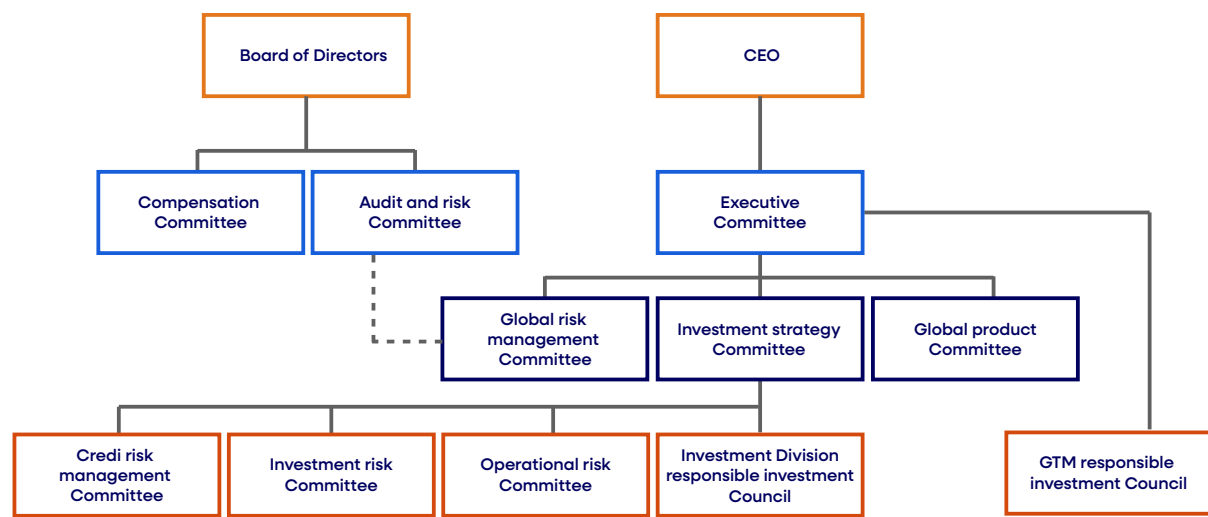 Board of Directors
CEO
Compensation
Committee
Audit and risk
Committee
Executive
Committee
Global risk
management
Committee
Investment strategy
Committee
Global product
Committee
Credi risk
management
Committee
Investment risk
Committee
Operational risk
Committee
Investment Division
responsible investment
Council
GTM responsible
investment Council